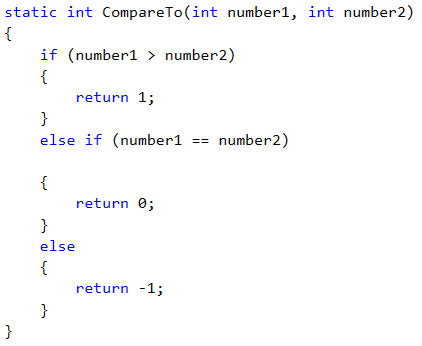 static int CompareTo(int number1, int number2)
{
    if (number1 > number2)
    {
        return 1;
    }
    else if (number1 == number2)

    {
        return 0;
    }
    else
    {
        return -1;
    }
}